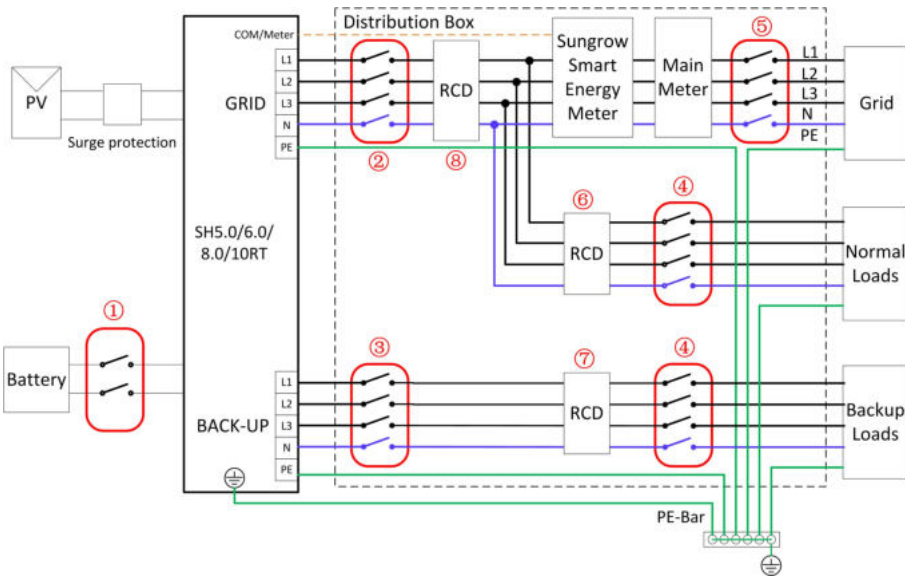 Distribution Box
⑤
COM/Meter
L1
L2
L3
N
PE
GRID
PV
Surge protection
RCD
②
⑧
Sungrow
Smart
Energy
Meter
Main
Meter
L1
L2
L3
N
PE
Grid
SH5.0/6.0/
8.0/10RT
⑥
④
RCD
Normal
Loads
①
Battery
③
⑦
④
L1
L2
L3
N
PE
BACK-UP
RCD
Backup
Loads
PE-Bar